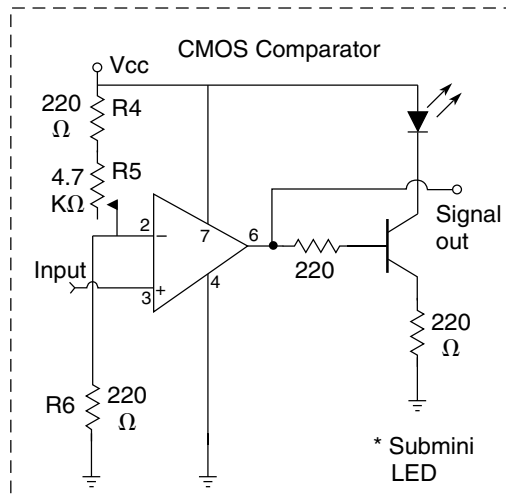 CMOS Comparator
Vcc
220
Ω
R4
4.7
KΩ
R5
2
−
7
6
Input
3
+
4
220
Signal
out
220
Ω
R6
220
Ω
* Submini
LED